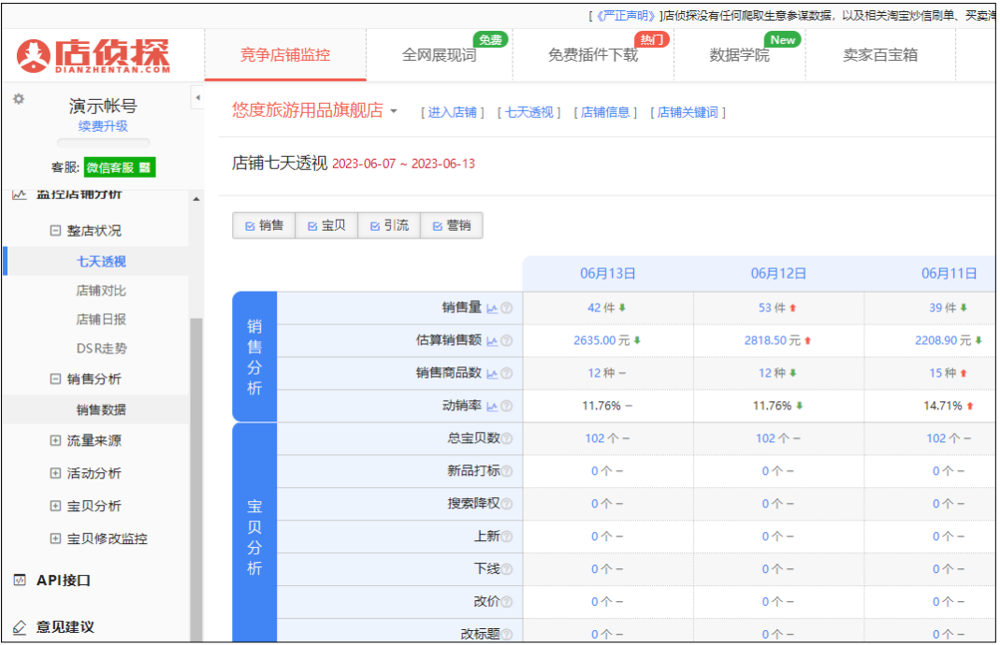 [《严正声明》]店侦探没有任何爬取生意参谋数据，以及相关淘宝炒信刷单、买卖淘
店侦探
DIANZHENTAN.COM
竞争店铺监控
全网展现词
免费
免费插件下载
热门
数据学院
New
卖家百宝箱
演示帐号
续费升级
客服: 微信客服
监控店铺分析
整店状况
七天透视
店铺对比
店铺日报
DSR走势
销售分析
销售数据
流量来源
活动分析
宝贝分析
宝贝修改监控
API接口
意见建议
悠度旅游用品旗舰店 [进入店铺] [七天透视] [店铺信息] [店铺关键词]
店铺七天透视 2023-06-07 ~ 2023-06-13
销售 宝贝 引流 营销
06月13日 06月12日 06月11日
销售分析
销售量 42 件 53 件 39 件
估算销售额 2635.00 元 2818.50 元 2208.90 元
销售商品数 12 种 – 12 种 15 种
动销率 11.76% – 11.76% 14.71%
宝贝分析
总宝贝数 102 个 – 102 个 – 102 个 –
新品打标 0 个 – 0 个 – 0 个 –
搜索降权 0 个 – 0 个 – 0 个 –
上新 0 个 – 0 个 – 0 个 –
下线 0 个 – 0 个 – 0 个 –
改价 0 个 – 0 个 – 0 个 –
改标题 0 个 – 0 个 – 0 个 –